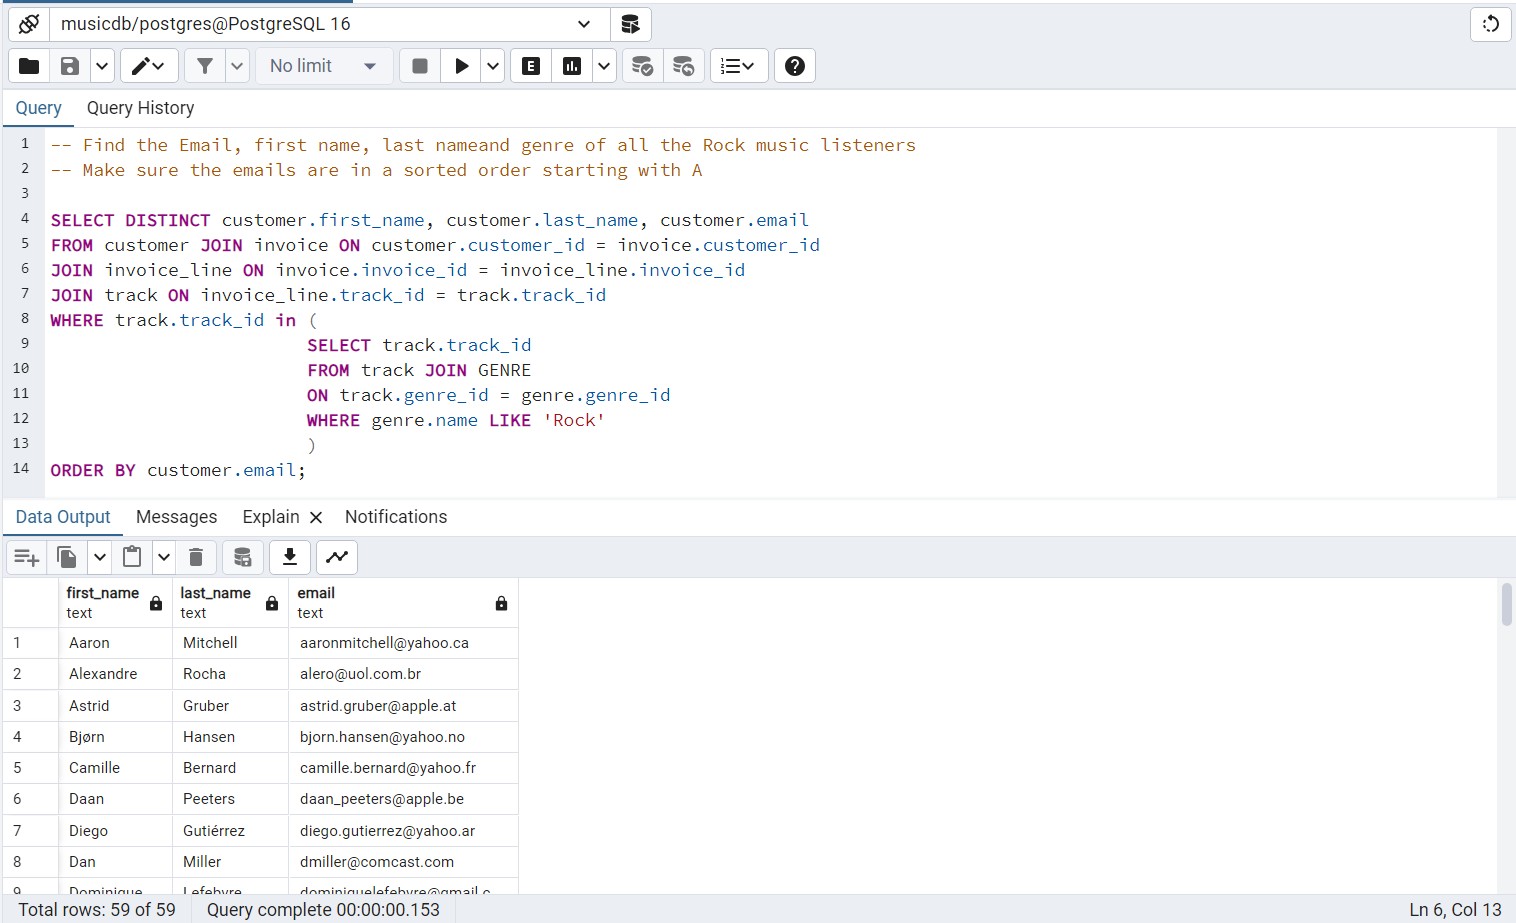 musicdb/postgres@PostgreSQL 16
No limit
E
Query Query History
1 -- Find the Email, first name, last nameand genre of all the Rock music listeners
2 -- Make sure the emails are in a sorted order starting with A
3
4 SELECT DISTINCT customer.first_name, customer.last_name, customer.email
5 FROM customer JOIN invoice ON customer.customer_id = invoice.customer_id
6 JOIN invoice_line ON invoice.invoice_id = invoice_line.invoice_id
7 JOIN track ON invoice_line.track_id = track.track_id
8 WHERE track.track_id in (
9 SELECT track.track_id
10 FROM track JOIN GENRE
11 ON track.genre_id = genre.genre_id
12 WHERE genre.name LIKE 'Rock'
13 )
14 ORDER BY customer.email;
Data Output Messages Explain Notifications
first_name last_name email
text text text
1 Aaron Mitchell aaronmitchell@yahoo.ca
2 Alexandre Rocha alero@uol.com.br
3 Astrid Gruber astrid.gruber@apple.at
4 Bjørn Hansen bjorn.hansen@yahoo.no
5 Camille Bernard camille.bernard@yahoo.fr
6 Daan Peeters daan_peeters@apple.be
7 Diego Gutiérrez diego.gutierrez@yahoo.ar
8 Dan Miller dmiller@comcast.com
9 Dominique Lefebvre dominiquelefebvre@gmail.c
Total rows: 59 of 59 Query complete 00:00:00.153 Ln 6, Col 13